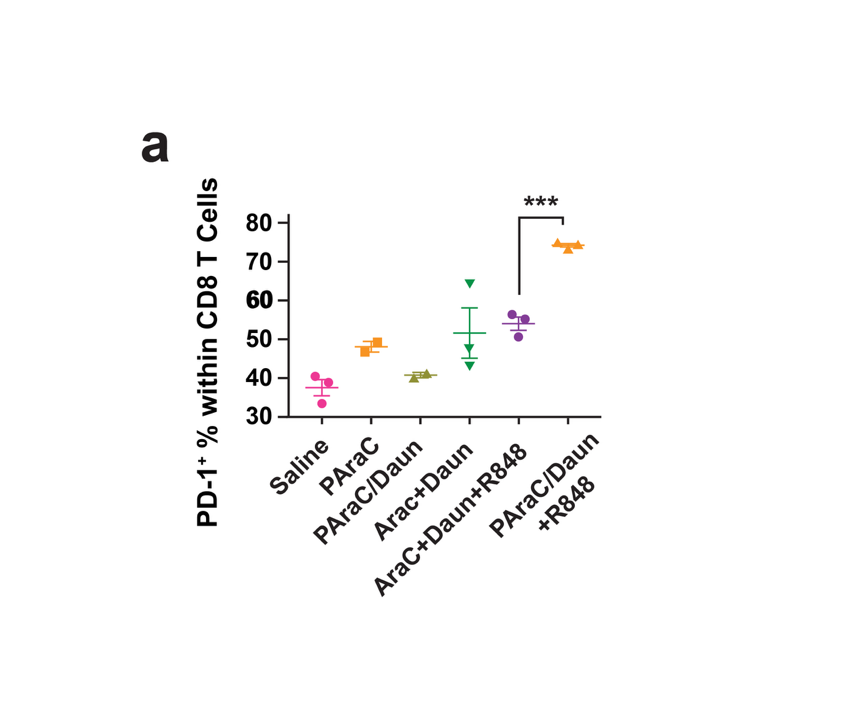 a
PD-1⁺ % within CD8 T Cells
80
70
60
50
40
30
***
Saline
PAraC
PAraC/Daun
Arac+Daun
AraC+Daun+R848
PAraC/Daun
+R848